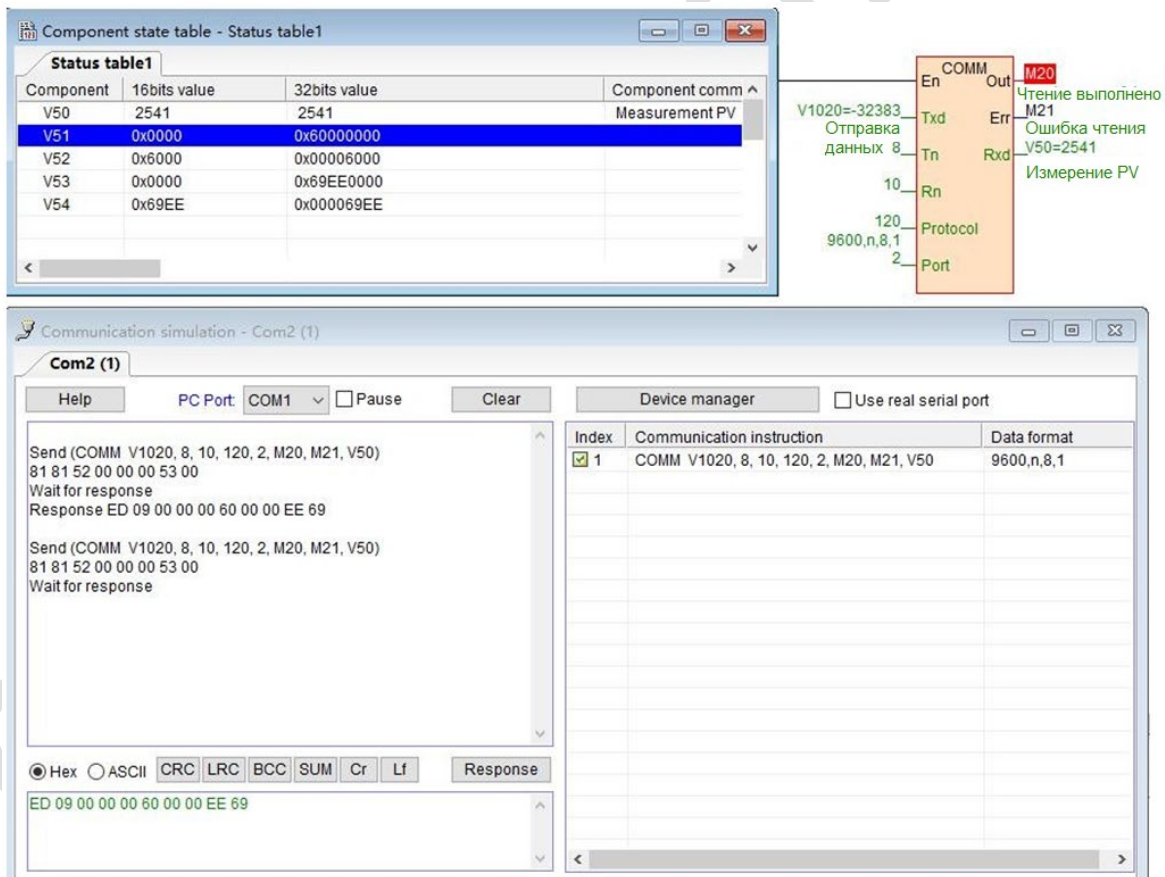 Component state table - Status table1
Status table1
Component 16bits value 32bits value Component comm
V50 2541 2541 Measurement PV
V51 0x0000 0x60000000
V52 0x6000 0x00006000
V53 0x0000 0x69EE0000
V54 0x69EE 0x000069EE
COMM
En Out M20
Чтение выполнено
V1020=-32383 Txd Err M21
Отправка Ошибка чтения
данных 8 Tn Rxd V50=2541
Измерение PV
10 Rn
120 Protocol
9600,n,8,1
2 Port
Communication simulation - Com2 (1)
Com2 (1)
Help PC Port: COM1 Pause Clear Device manager Use real serial port
Send (COMM V1020, 8, 10, 120, 2, M20, M21, V50)
81 81 52 00 00 00 53 00
Wait for response
Response ED 09 00 00 00 60 00 00 EE 69
Send (COMM V1020, 8, 10, 120, 2, M20, M21, V50)
81 81 52 00 00 00 53 00
Wait for response
Index Communication instruction Data format
1 COMM V1020, 8, 10, 120, 2, M20, M21, V50 9600,n,8,1
Hex ASCII CRC LRC BCC SUM Cr Lf Response
ED 09 00 00 00 60 00 00 EE 69